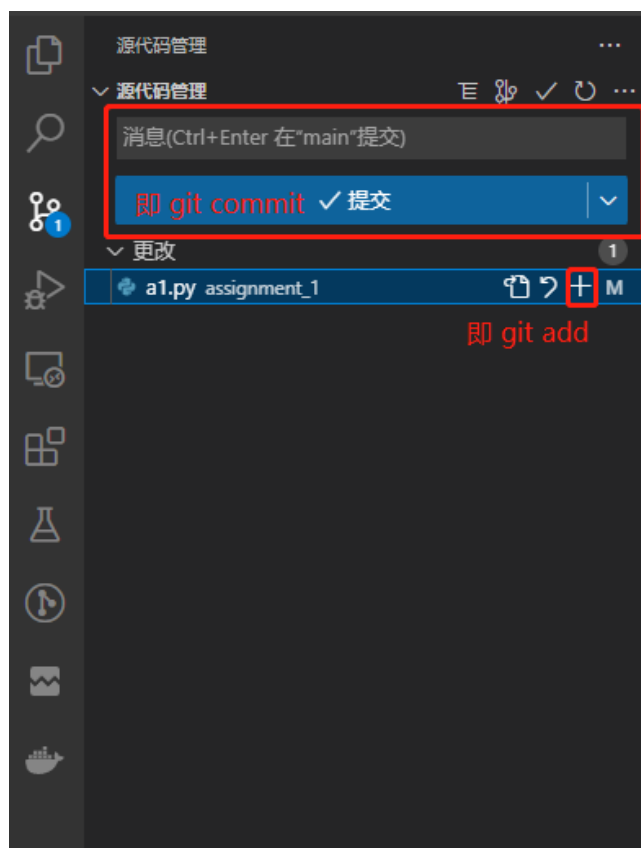 源代码管理
源代码管理
消息(Ctrl+Enter 在"main"提交)
即 git commit ✓ 提交
1
更改 1
a1.py assignment_1 M
即 git add